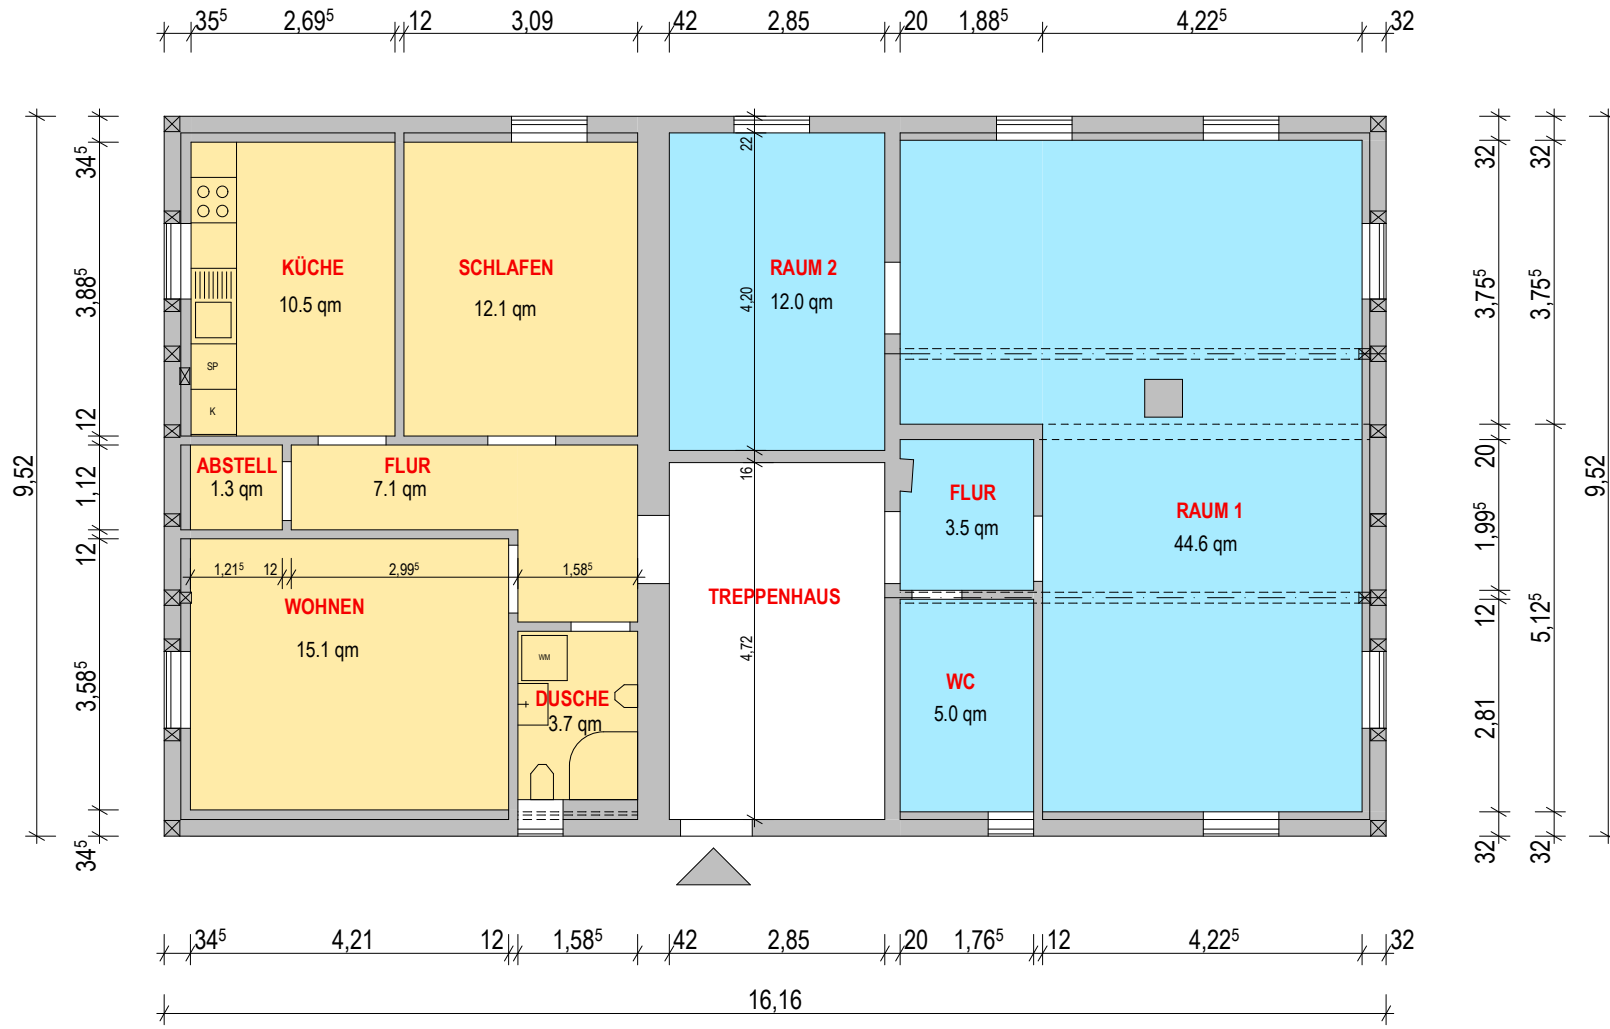 35⁵ 2,69⁵ 12 3,09 42 2,85 20 1,88⁵ 4,22⁵ 32
34⁵ 3,88⁵ 12 1,12 12 3,58⁵ 34⁵
9,52
KÜCHE
10.5 qm
SP
K
SCHLAFEN
12.1 qm
RAUM 2
12.0 qm
22
4,20
16
4,72
ABSTELL
1.3 qm
FLUR
7.1 qm
1,21⁵ 12 2,99⁵ 1,58⁵
WOHNEN
15.1 qm
WM
DUSCHE
3.7 qm
TREPPENHAUS
FLUR
3.5 qm
WC
5.0 qm
RAUM 1
44.6 qm
32 3,75⁵ 20 1,99⁵ 12 2,81 32
32 3,75⁵ 5,12⁵ 32
9,52
34⁵ 4,21 12 1,58⁵ 42 2,85 20 1,76⁵ 12 4,22⁵ 32
16,16